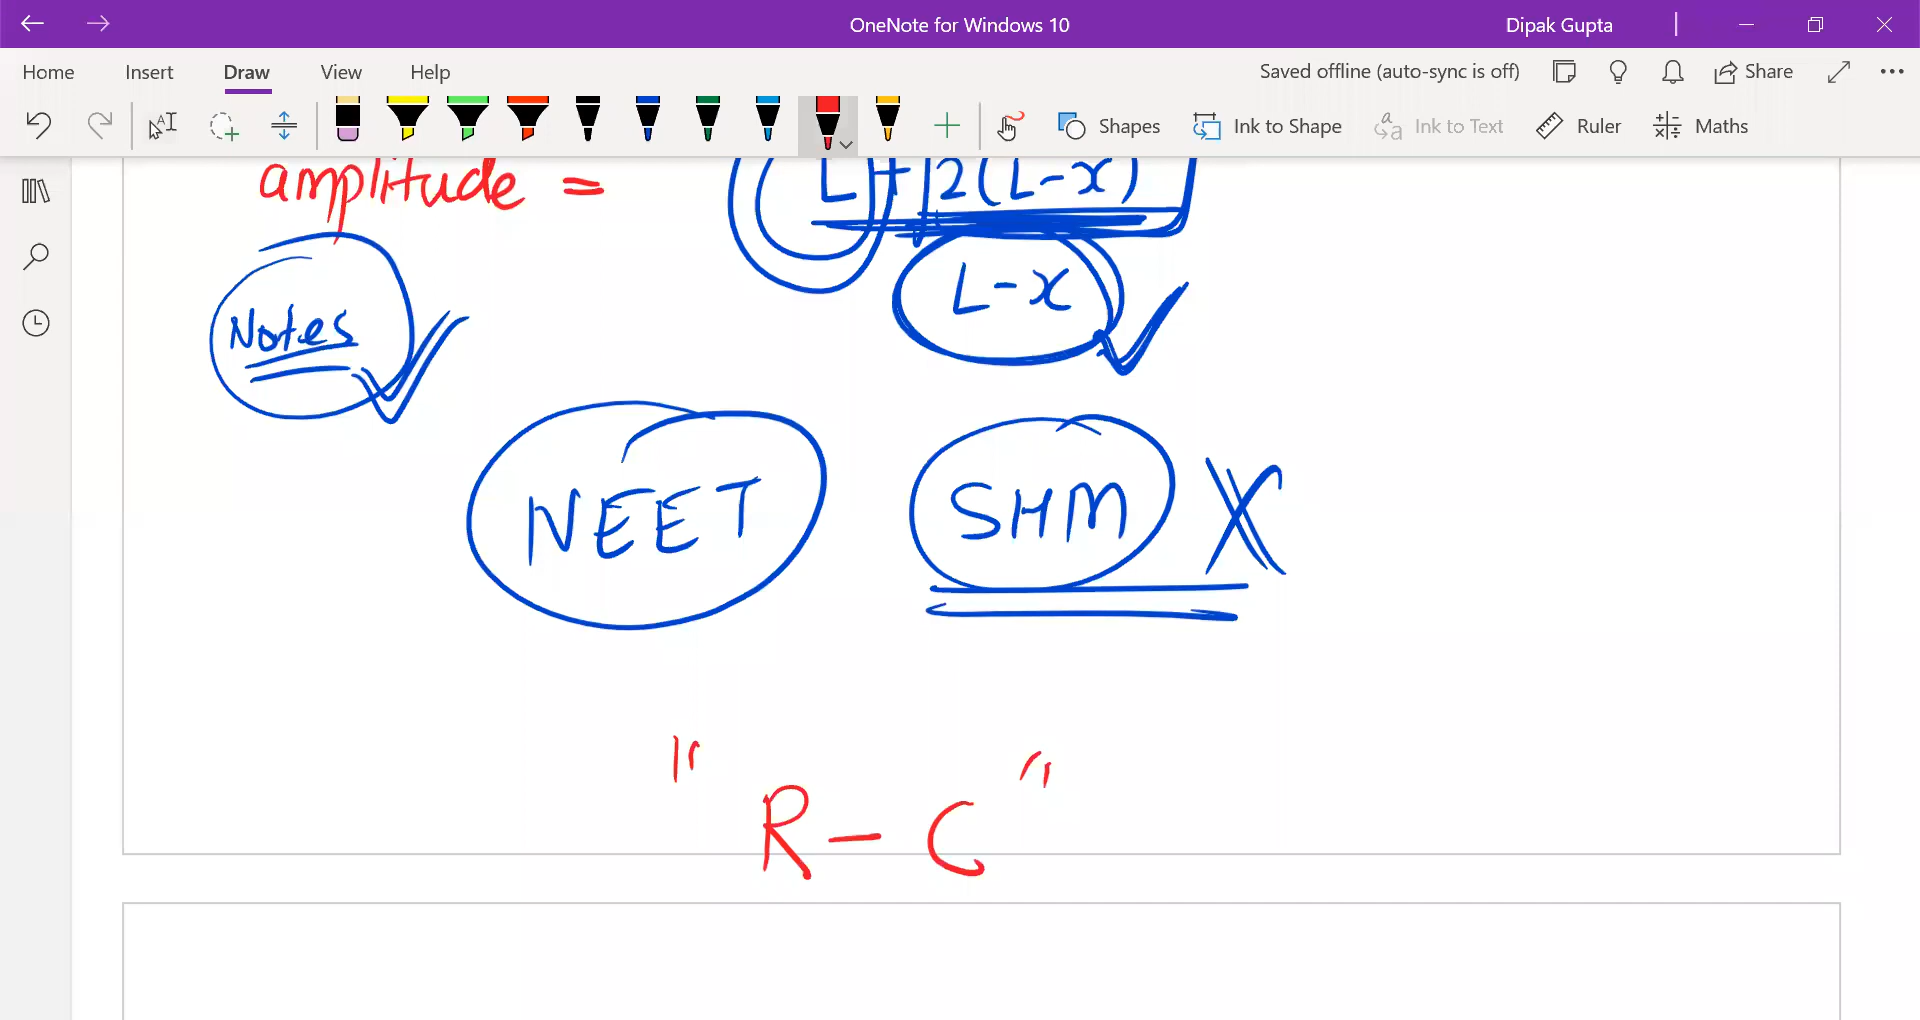 OneNote for Windows 10
Dipak Gupta
Home Insert Draw View Help
Saved offline (auto-sync is off) Share
Shapes Ink to Shape Ink to Text Ruler Maths
amplitude = L + 2(L-x)
L-x
Notes
NEET SHM X
" R - C "